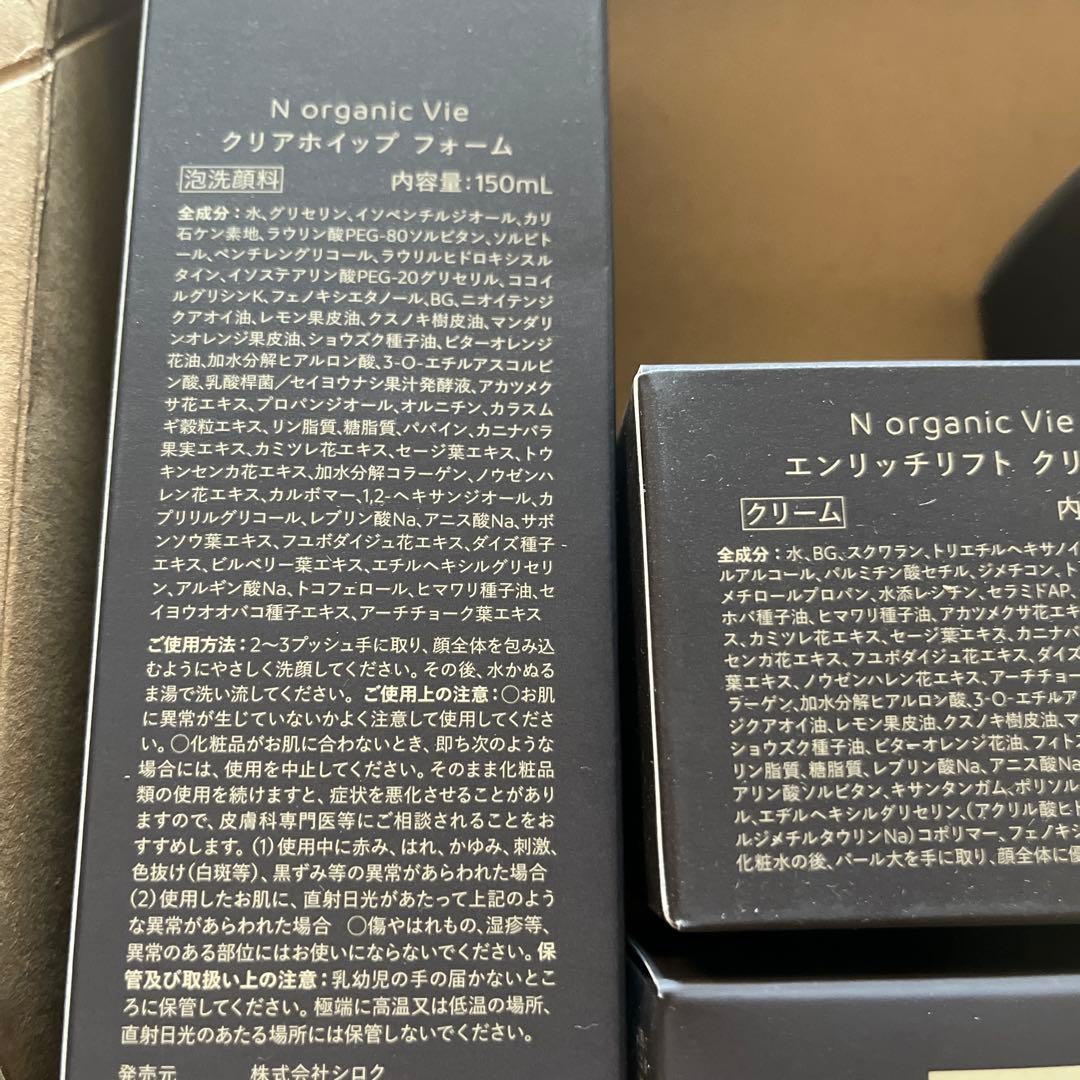 N organic Vie
クリアホイップ フォーム
泡洗顔料 内容量:150mL
全成分:水、グリセリン、イソペンチルジオール、カリ
石ケン素地、ラウリン酸PEG-80ソルビタン、ソルビト
ール、ペンチレングリコール、ラウリルヒドロキシスル
タイン、イソステアリン酸PEG-20グリセリル、ココイ
ルグリシンK、フェノキシエタノール、BG、ニオイテンジ
クアオイ油、レモン果皮油、クスノキ樹皮油、マンダリ
ンオレンジ果皮油、ショウズク種子油、ビターオレンジ
花油、加水分解ヒアルロン酸、3-O-エチルアスコルビ
ン酸、乳酸桿菌/セイヨウナシ果汁発酵液、アカツメク
サ花エキス、プロパンジオール、オルニチン、カラスム
ギ穀粒エキス、リン脂質、糖脂質、パパイン、カニナバラ
果実エキス、カミツレ花エキス、セージ葉エキス、トウ
キンセンカ花エキス、加水分解コラーゲン、ノウゼンハ
レン花エキス、カルボマー、1,2-ヘキサンジオール、カ
プリリルグリコール、レブリン酸Na、アニス酸Na、サボ
ンソウ葉エキス、フユボダイジュ花エキス、ダイズ種子
エキス、ビルベリー葉エキス、エチルヘキシルグリセリ
ン、アルギン酸Na、トコフェロール、ヒマワリ種子油、セ
イヨウオオバコ種子エキス、アーチチョーク葉エキス
ご使用方法:2〜3プッシュ手に取り、顔全体を包み込
むようにやさしく洗顔してください。その後、水かぬる
ま湯で洗い流してください。ご使用上の注意:○お肌
に異常が生じていないかよく注意して使用してくださ
い。○化粧品がお肌に合わないとき、即ち次のような
場合には、使用を中止してください。そのまま化粧品
類の使用を続けますと、症状を悪化させることがあり
ますので、皮膚科専門医等にご相談されることをお
すすめします。(1)使用中に赤み、はれ、かゆみ、刺激、
色抜け(白斑等)、黒ずみ等の異常があらわれた場合
(2)使用したお肌に、直射日光があたって上記のよう
な異常があらわれた場合 ○傷やはれもの、湿疹等、
異常のある部位にはお使いにならないでください。保
管及び取扱い上の注意:乳幼児の手の届かないとこ
ろに保管してください。極端に高温又は低温の場所、
直射日光のあたる場所には保管しないでください。
発売元 株式会社シロク
N organic Vie
エンリッチリフト クリ
クリーム 内
全成分:水、BG、スクワラン、トリエチルヘキサノイ
ルアルコール、パルミチン酸セチル、ジメチコン、ト
メチロールプロパン、水添レシチン、セラミドAP、
ホバ種子油、ヒマワリ種子油、アカツメクサ花エキ
ス、カミツレ花エキス、セージ葉エキス、カニナバ
センカ花エキス、フユボダイジュ花エキス、ダイズ
葉エキス、ノウゼンハレン花エキス、アーチチョー
ラーゲン、加水分解ヒアルロン酸、3-O-エチルア
ジクアオイ油、レモン果皮油、クスノキ樹皮油、マ
ショウズク種子油、ビターオレンジ花油、フィトス
リン脂質、糖脂質、レブリン酸Na、アニス酸Na
アリン酸ソルビタン、キサンタンガム、ポリソル
ル、エチルヘキシルグリセリン、(アクリル酸ヒト
ルジメチルタウリンNa)コポリマー、フェノキシ
化粧水の後、パール大を手に取り、顔全体に優